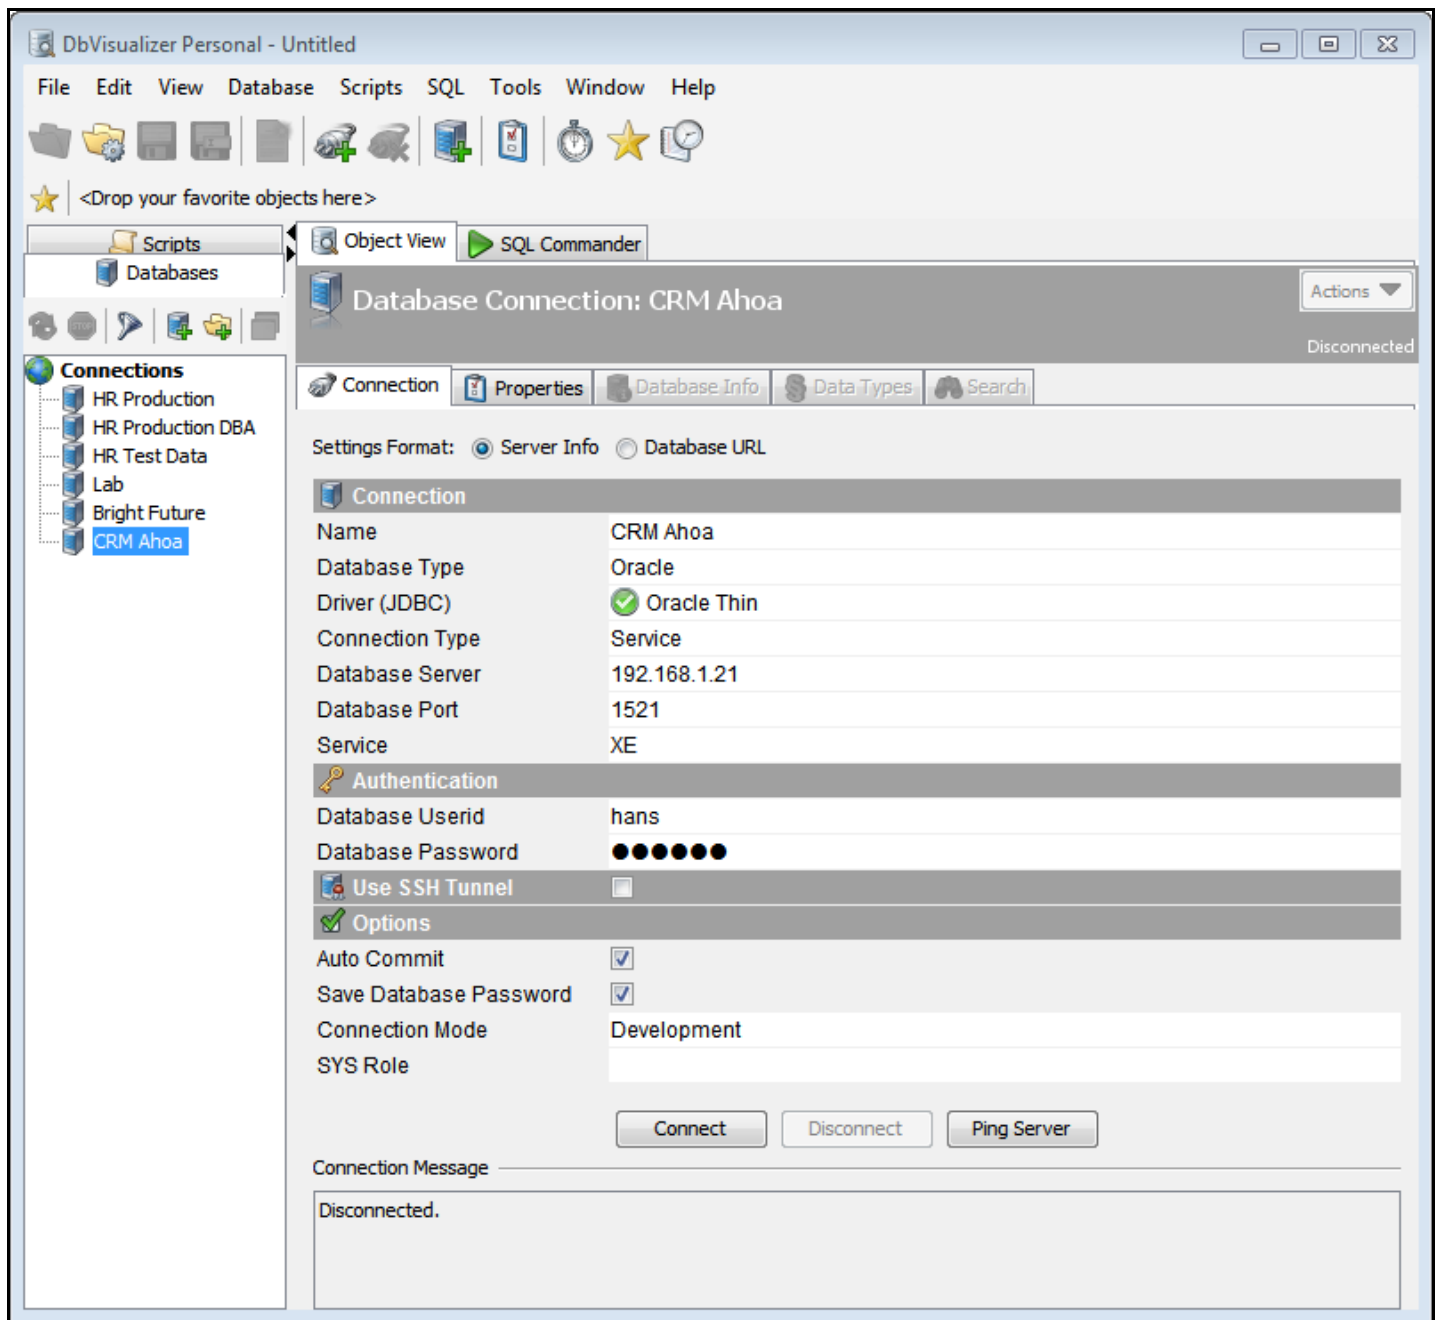 DbVisualizer Personal - Untitled
File Edit View Database Scripts SQL Tools Window Help
<Drop your favorite objects here>
Scripts
Databases
Object View SQL Commander
Database Connection: CRM Ahoa
Actions
Disconnected
STOP
Connections
HR Production
HR Production DBA
HR Test Data
Lab
Bright Future
CRM Ahoa
Connection Properties Database Info Data Types Search
Settings Format: Server Info Database URL
Connection
Name CRM Ahoa
Database Type Oracle
Driver (JDBC) Oracle Thin
Connection Type Service
Database Server 192.168.1.21
Database Port 1521
Service XE
Authentication
Database Userid hans
Database Password ●●●●●●
Use SSH Tunnel
Options
Auto Commit
Save Database Password
Connection Mode Development
SYS Role
Connect Disconnect Ping Server
Connection Message
Disconnected.